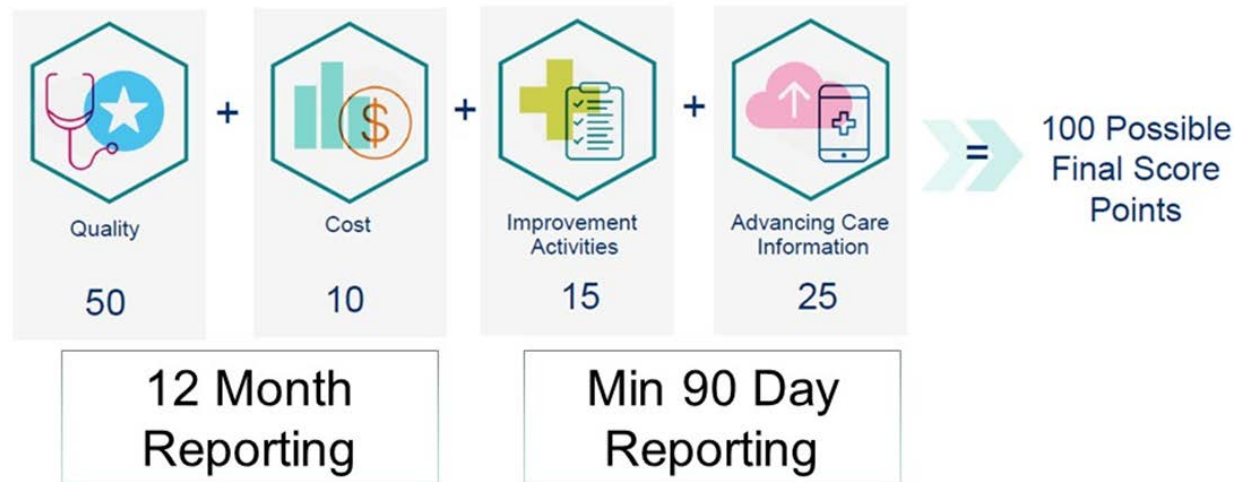 Quality
50
+
Cost
10
+
Improvement
Activities
15
+
Advancing Care
Information
25
=
100 Possible
Final Score
Points
12 Month
Reporting
Min 90 Day
Reporting